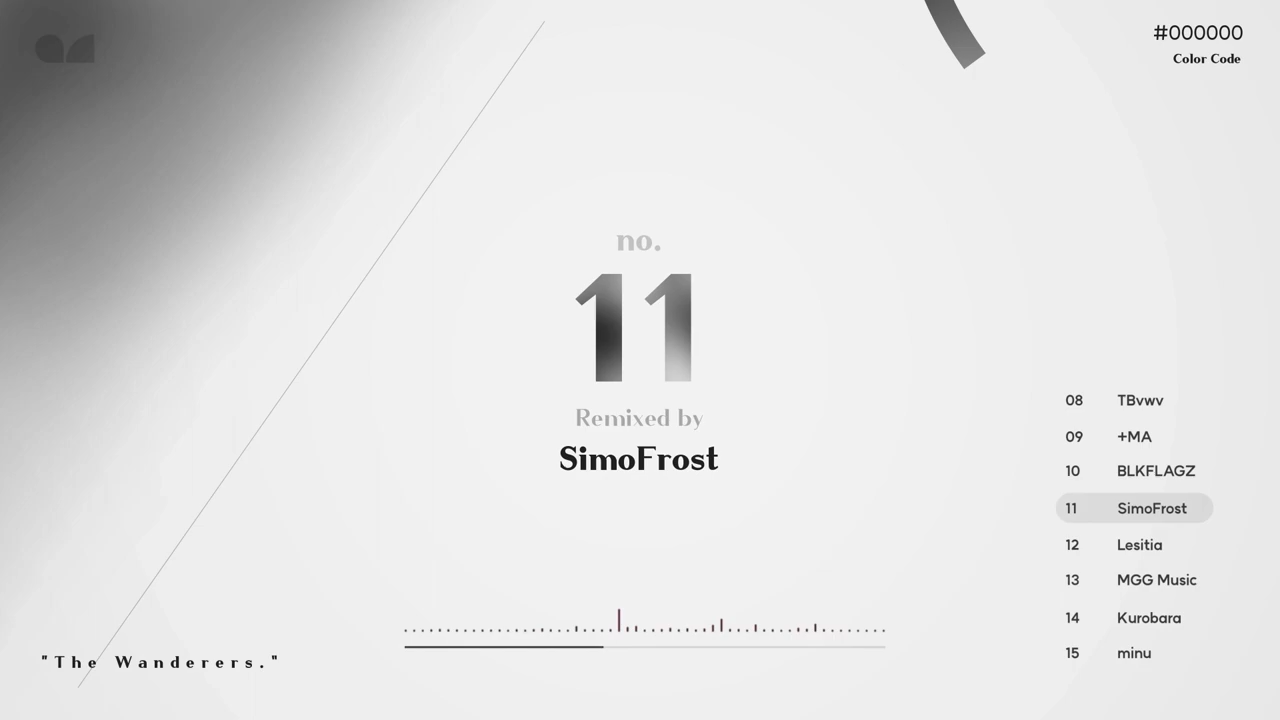 #000000
Color Code
no.
11
Remixed by
SimoFrost
08 TBvwv
09 +MA
10 BLKFLAGZ
11 SimoFrost
12 Lesitia
13 MGG Music
14 Kurobara
15 minu
"The Wanderers."